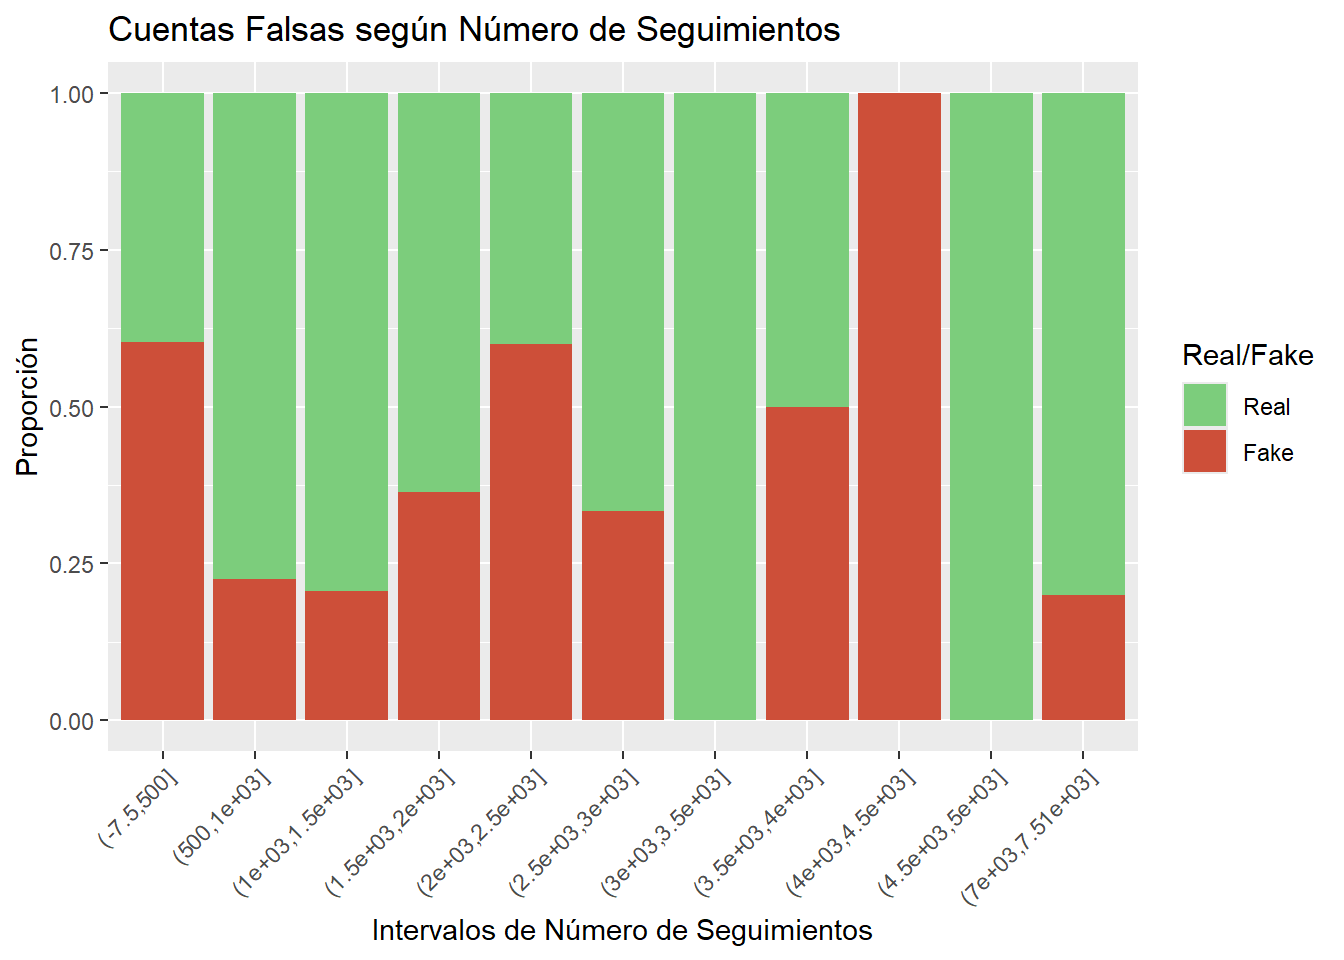 Cuentas Falsas según Número de Seguimientos
Proporción
1.00
0.75
0.50
0.25
0.00
(-7.5,500]
(500,1e+03]
(1e+03,1.5e+03]
(1.5e+03,2e+03]
(2e+03,2.5e+03]
(2.5e+03,3e+03]
(3e+03,3.5e+03]
(3.5e+03,4e+03]
(4e+03,4.5e+03]
(4.5e+03,5e+03]
(7e+03,7.51e+03]
Intervalos de Número de Seguimientos
Real/Fake
Real
Fake